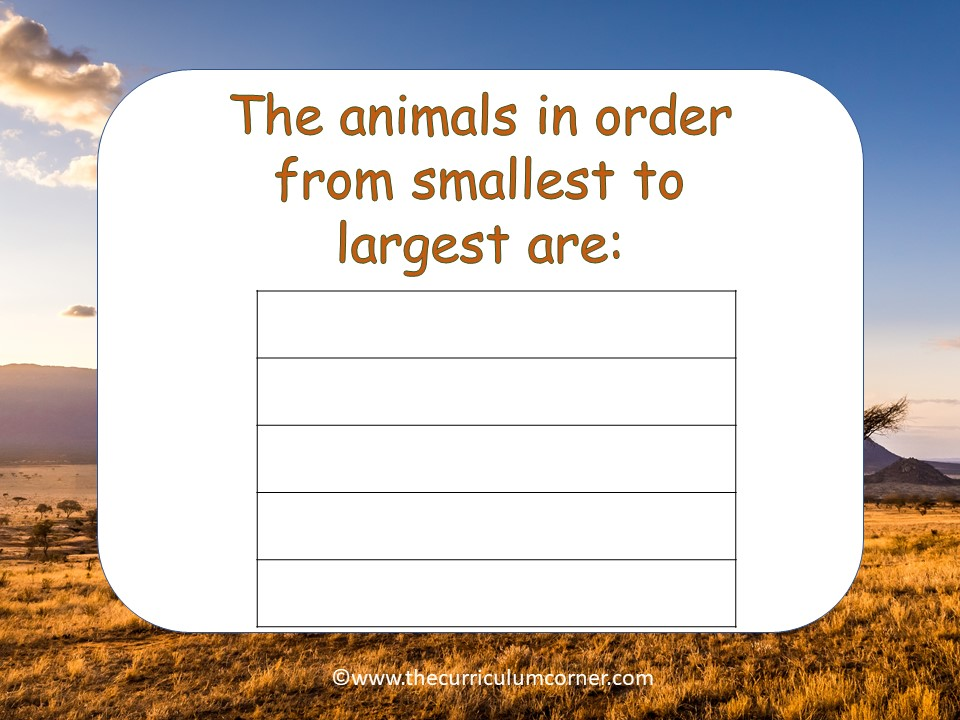 The animals in order
from smallest to
largest are:
©www.thecurriculumcorner.com